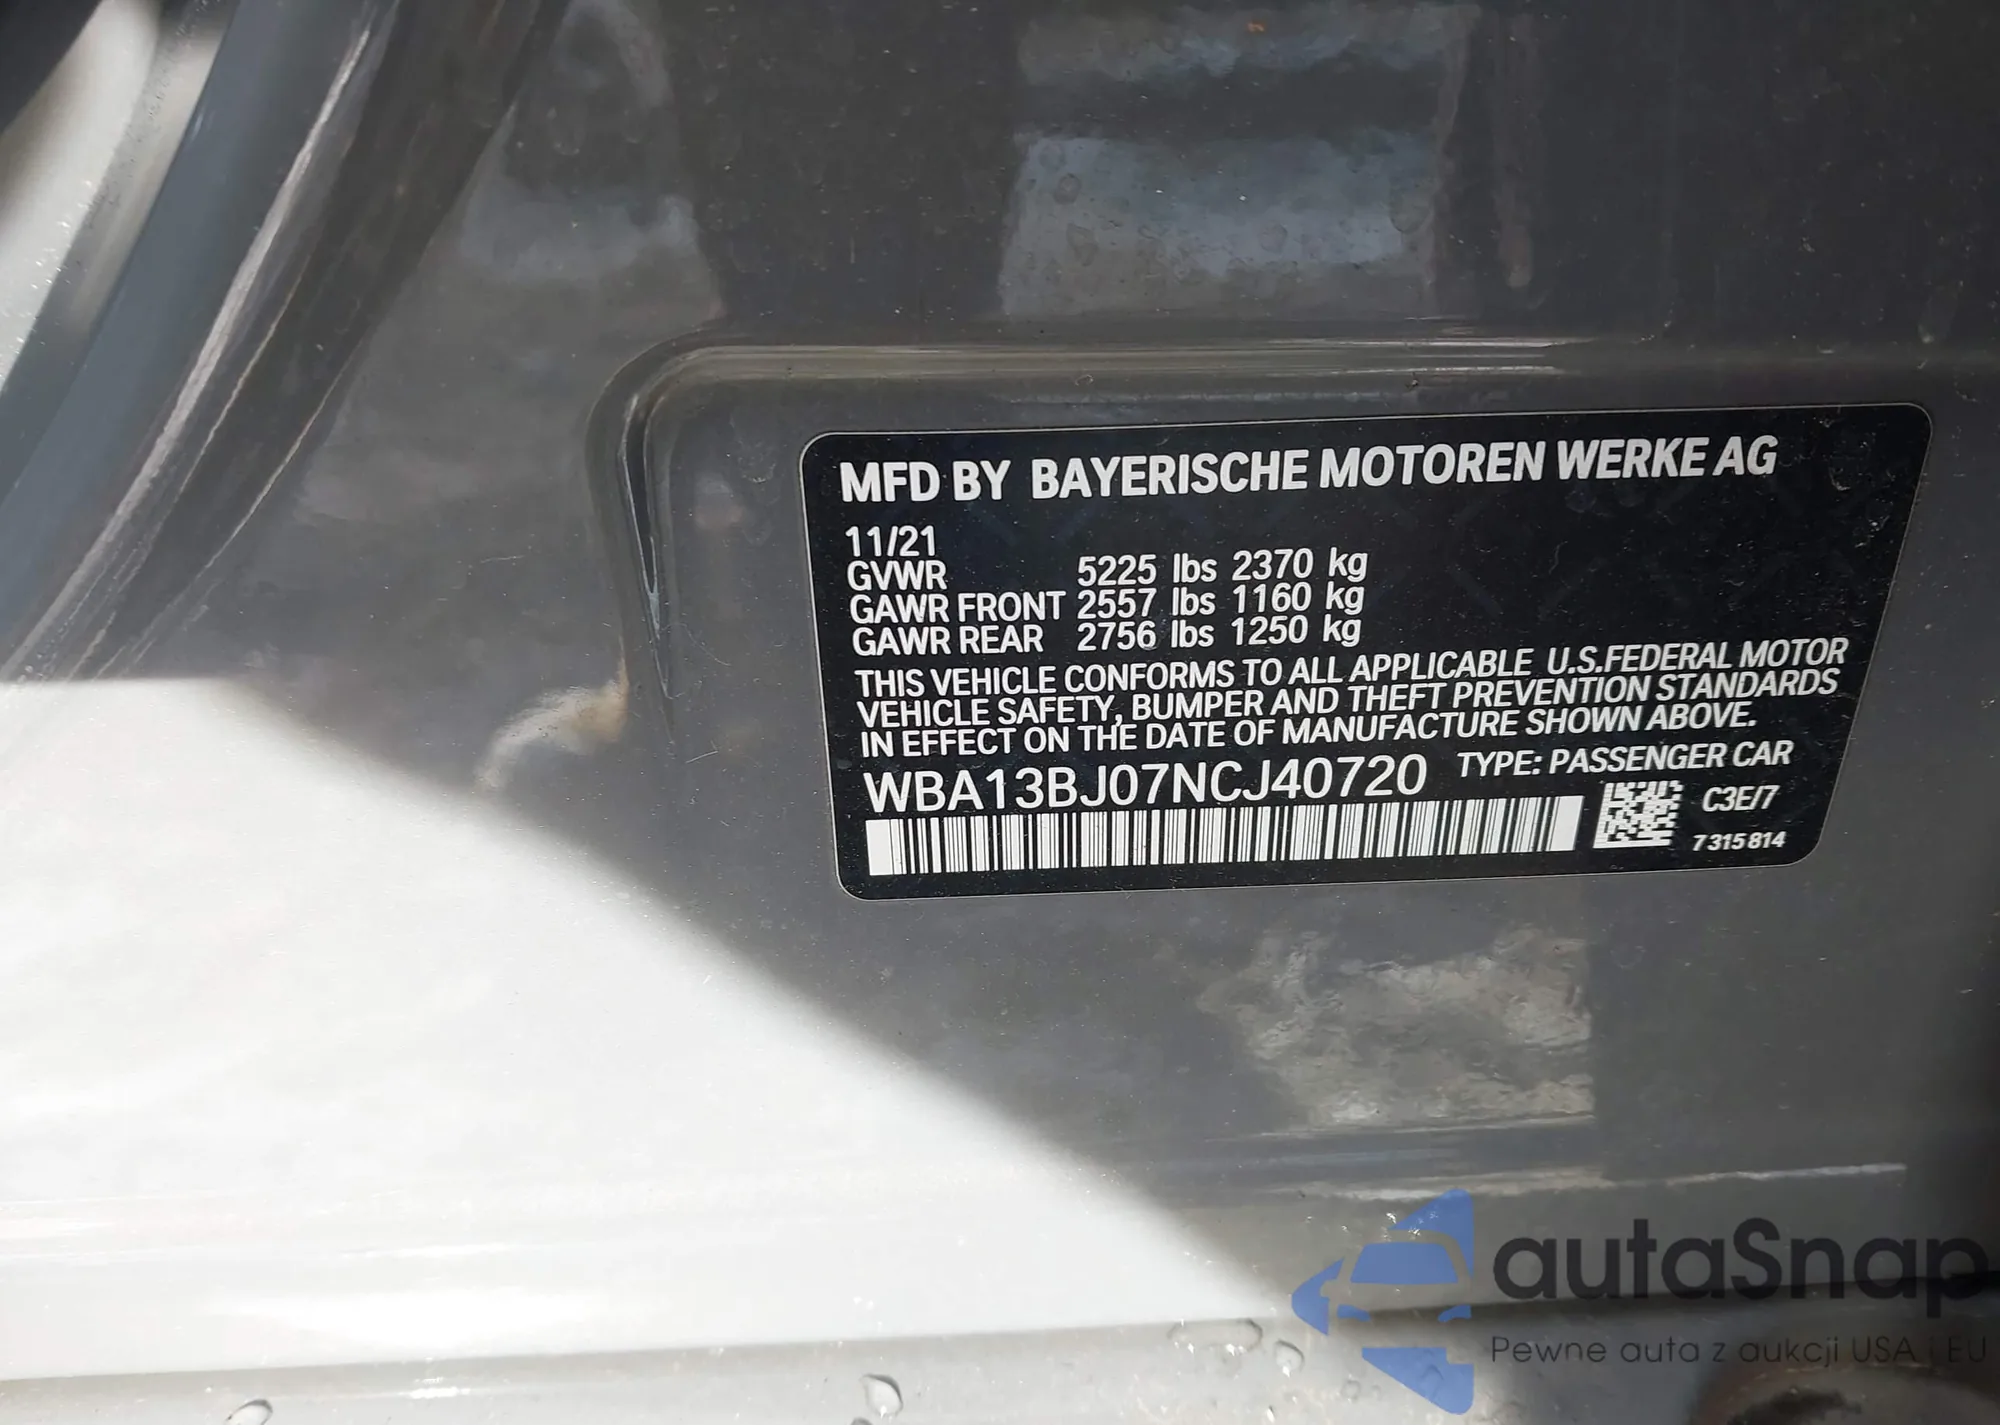 MFD BY BAYERISCHE MOTOREN WERKE AG
11/21
GVWR 5225 lbs 2370 kg
GAWR FRONT 2557 lbs 1160 kg
GAWR REAR 2756 lbs 1250 kg
THIS VEHICLE CONFORMS TO ALL APPLICABLE U.S.FEDERAL MOTOR
VEHICLE SAFETY, BUMPER AND THEFT PREVENTION STANDARDS
IN EFFECT ON THE DATE OF MANUFACTURE SHOWN ABOVE.
WBA13BJ07NCJ40720 TYPE: PASSENGER CAR
C3E/7
7315814
autaSnap
Pewne auta z aukcji USA i EU